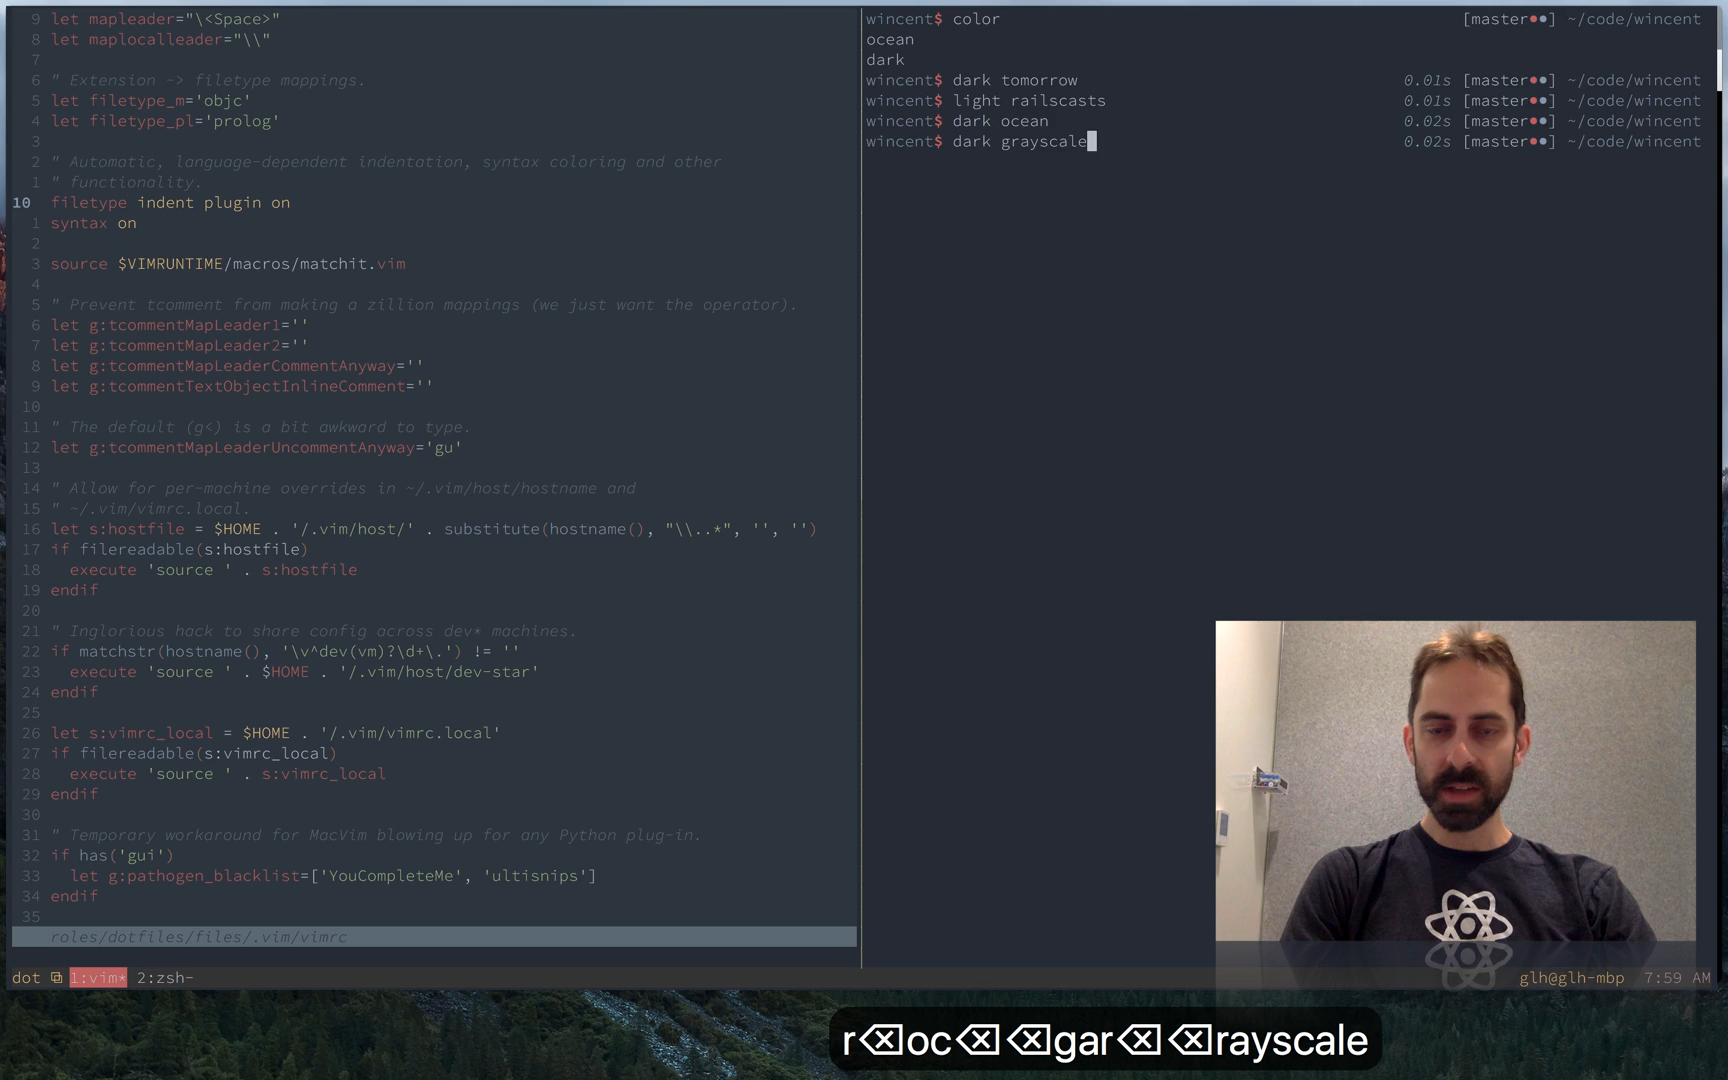 9 let mapleader="\<Space>"
8 let maplocalleader="\\"
7
6 " Extension -> filetype mappings.
5 let filetype_m='objc'
4 let filetype_pl='prolog'
3
2 " Automatic, language-dependent indentation, syntax coloring and other
1 " functionality.
10 filetype indent plugin on
1 syntax on
2
3 source $VIMRUNTIME/macros/matchit.vim
4
5 " Prevent tcomment from making a zillion mappings (we just want the operator).
6 let g:tcommentMapLeader1=''
7 let g:tcommentMapLeader2=''
8 let g:tcommentMapLeaderCommentAnyway=''
9 let g:tcommentTextObjectInlineComment=''
10
11 " The default (g<) is a bit awkward to type.
12 let g:tcommentMapLeaderUncommentAnyway='gu'
13
14 " Allow for per-machine overrides in ~/.vim/host/hostname and
15 " ~/.vim/vimrc.local.
16 let s:hostfile = $HOME . '/.vim/host/' . substitute(hostname(), "\\..*", '', '')
17 if filereadable(s:hostfile)
18   execute 'source ' . s:hostfile
19 endif
20
21 " Inglorious hack to share config across dev* machines.
22 if matchstr(hostname(), '\v^dev(vm)?\d+\.') != ''
23   execute 'source ' . $HOME . '/.vim/host/dev-star'
24 endif
25
26 let s:vimrc_local = $HOME . '/.vim/vimrc.local'
27 if filereadable(s:vimrc_local)
28   execute 'source ' . s:vimrc_local
29 endif
30
31 " Temporary workaround for MacVim blowing up for any Python plug-in.
32 if has('gui')
33   let g:pathogen_blacklist=['YouCompleteMe', 'ultisnips']
34 endif
35
roles/dotfiles/files/.vim/vimrc
wincent$ color [master●●] ~/code/wincent
ocean
dark
wincent$ dark tomorrow 0.01s [master●●] ~/code/wincent
wincent$ light railscasts 0.01s [master●●] ~/code/wincent
wincent$ dark ocean 0.02s [master●●] ~/code/wincent
wincent$ dark grayscale 0.02s [master●●] ~/code/wincent
dot ⧉ 1:vim* 2:zsh- glh@glh-mbp 7:59 AM
r⌫oc⌫⌫gar⌫⌫rayscale